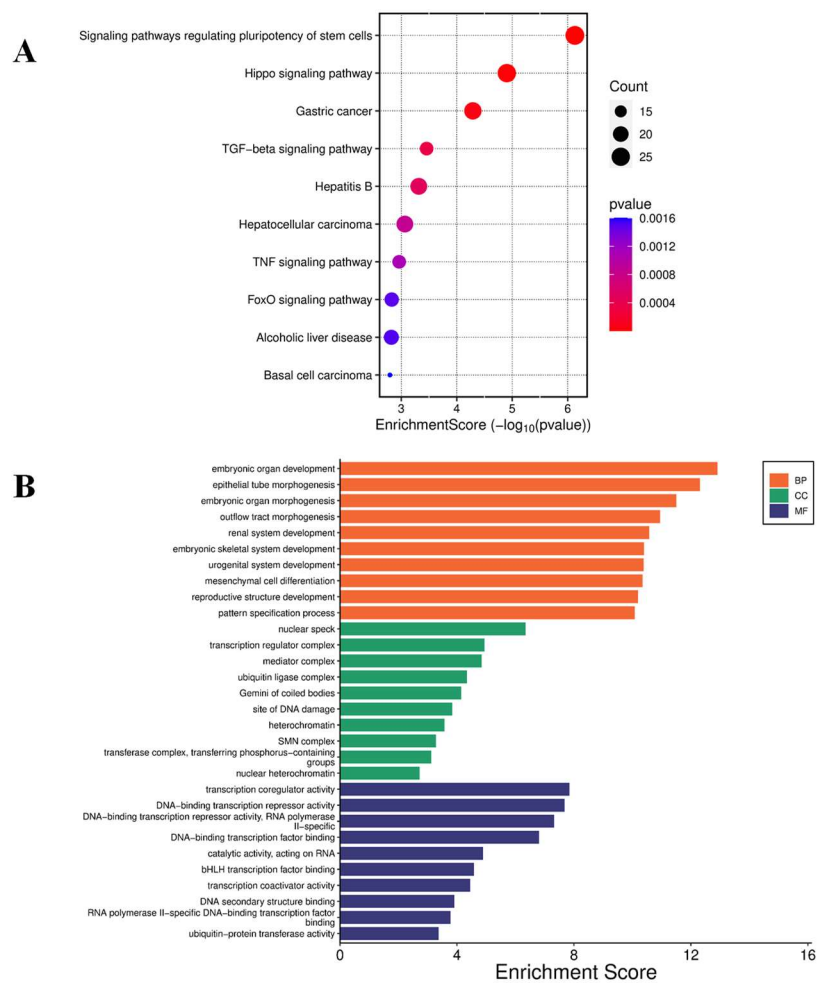 A
Signaling pathways regulating pluripotency of stem cells
Hippo signaling pathway
Gastric cancer
TGF−beta signaling pathway
Hepatitis B
Hepatocellular carcinoma
TNF signaling pathway
FoxO signaling pathway
Alcoholic liver disease
Basal cell carcinoma
3 4 5 6
EnrichmentScore (−log10(pvalue))
Count
15
20
25
pvalue
0.0016
0.0012
0.0008
0.0004
B
embryonic organ development
epithelial tube morphogenesis
embryonic organ morphogenesis
outflow tract morphogenesis
renal system development
embryonic skeletal system development
urogenital system development
mesenchymal cell differentiation
reproductive structure development
pattern specification process
nuclear speck
transcription regulator complex
mediator complex
ubiquitin ligase complex
Gemini of coiled bodies
site of DNA damage
heterochromatin
SMN complex
transferase complex, transferring phosphorus−containing
groups
nuclear heterochromatin
transcription coregulator activity
DNA−binding transcription repressor activity
DNA−binding transcription repressor activity, RNA polymerase
II−specific
DNA−binding transcription factor binding
catalytic activity, acting on RNA
bHLH transcription factor binding
transcription coactivator activity
DNA secondary structure binding
RNA polymerase II−specific DNA−binding transcription factor
binding
ubiquitin−protein transferase activity
0 4 8 12 16
Enrichment Score
BP
CC
MF